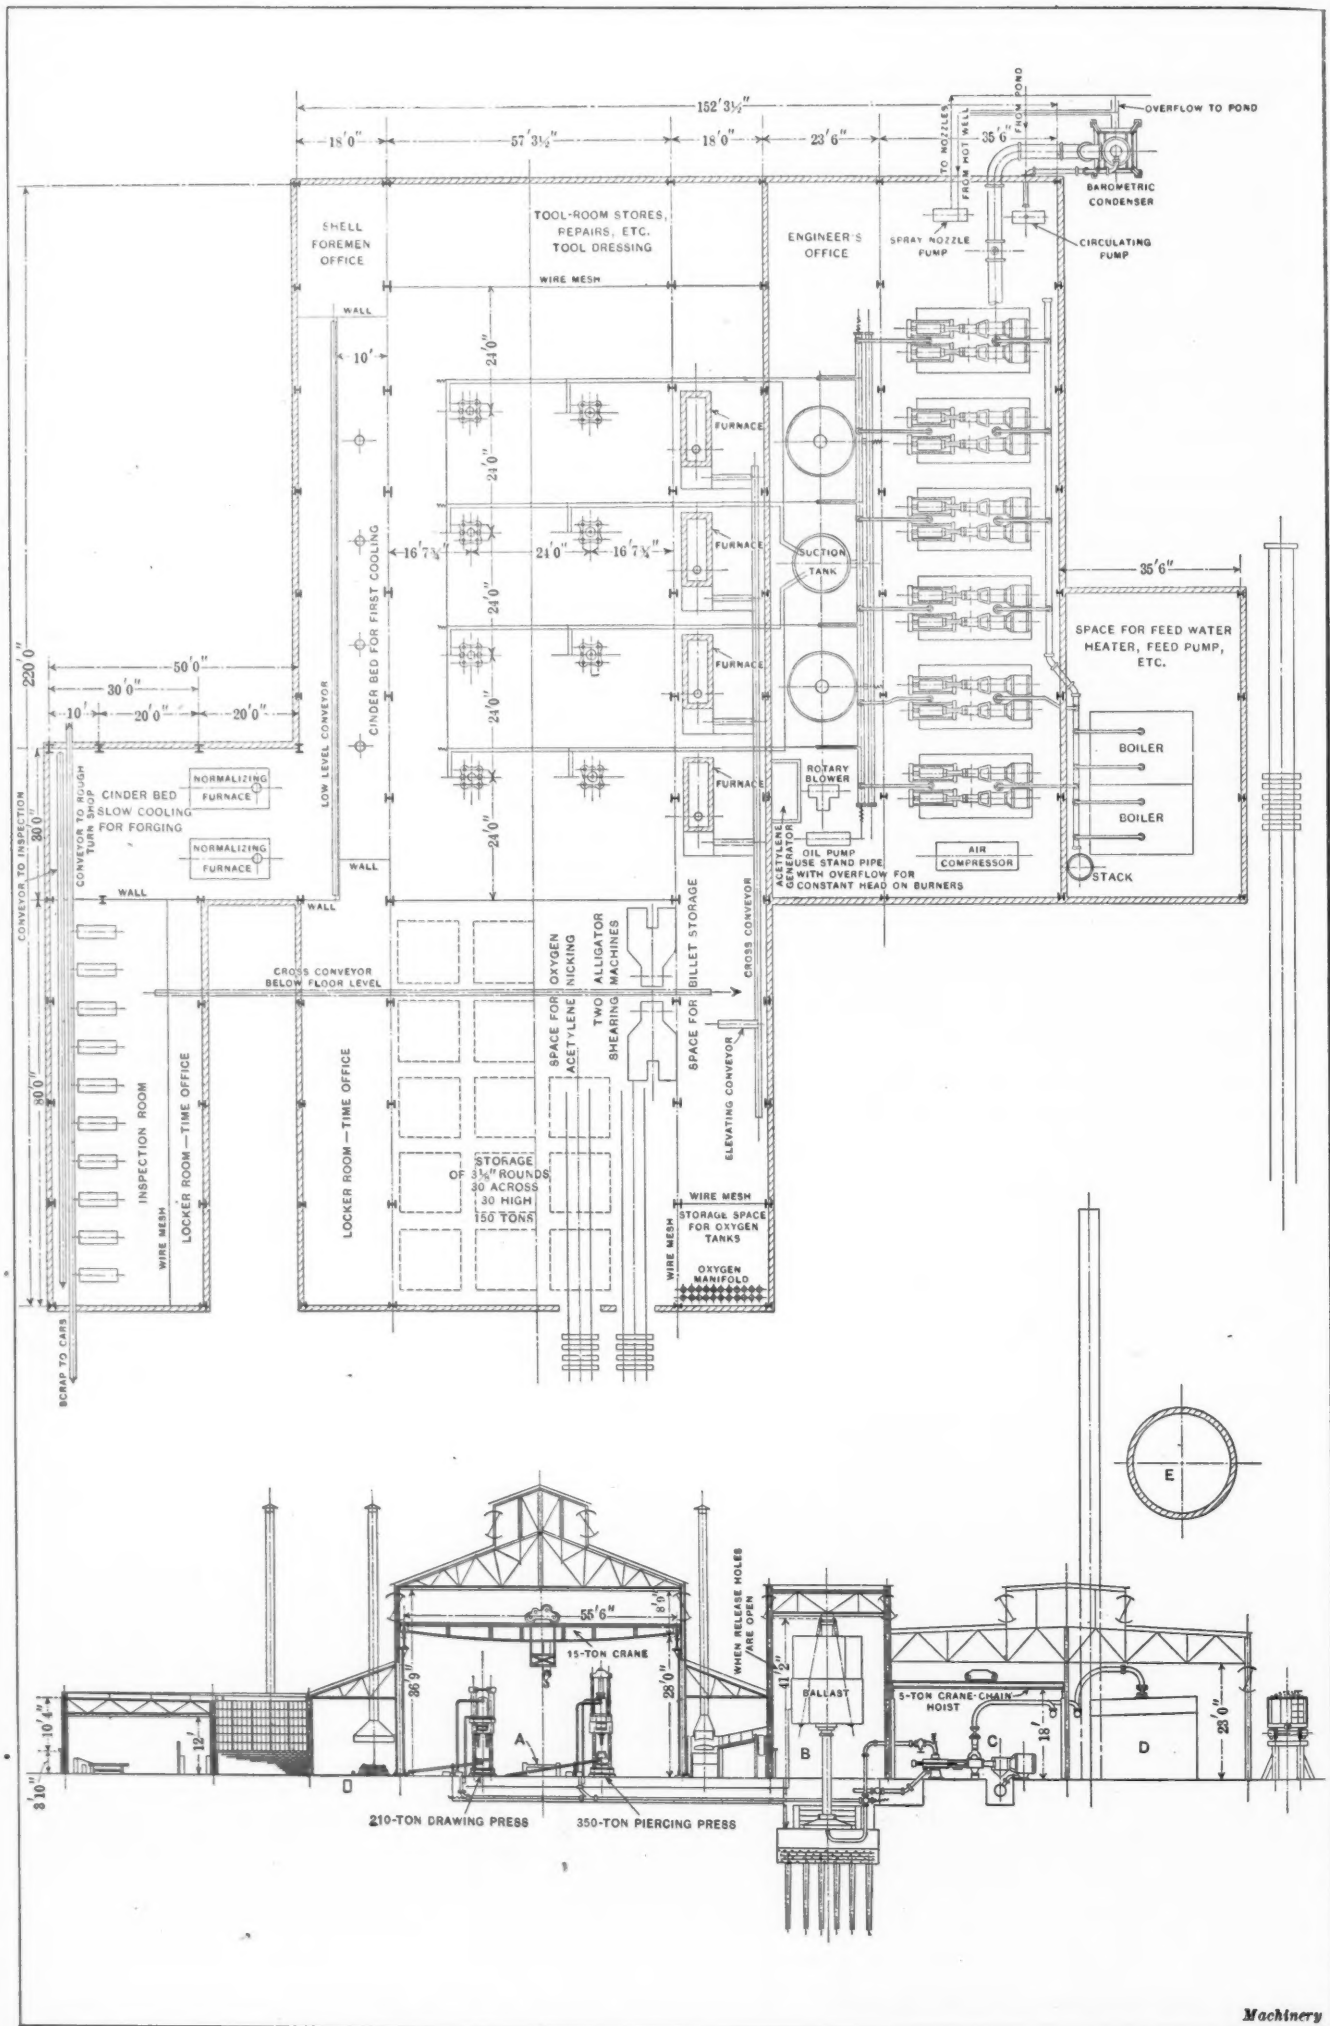 152' 3½"
OVERFLOW TO POND
TO NOZZLES
FROM HOT WELL
FROM POND
18'0"
57'3½"
18'0"
23'6"
35'6"
BAROMETRIC
CONDENSER
SHELL
FOREMEN
OFFICE
TOOL-ROOM STORES,
REPAIRS, ETC.
TOOL DRESSING
ENGINEER'S
OFFICE
SPRAY NOZZLE
PUMP
CIRCULATING
PUMP
WIRE MESH
WALL
10'
24'0"
FURNACE
24'0"
16'7¾"
24'0"
16'7¾"
FURNACE
SUCTION
TANK
35'6"
24'0"
CINDER BED FOR FIRST COOLING
SPACE FOR FEED WATER
HEATER, FEED PUMP,
ETC.
220'0"
50'0"
30'0"
10'
20'0"
20'0"
LOW LEVEL CONVEYOR
FURNACE
24'0"
BOILER
NORMALIZING
FURNACE
CINDER BED
SLOW COOLING
FOR FORGING
ROTARY
BLOWER
FURNACE
BOILER
CONVEYOR TO INSPECTION
30'0"
CONVEYOR TO ROUGH
TURN SHOP
NORMALIZING
FURNACE
24'0"
WALL
ACETYLENE
GENERATOR
OIL PUMP
USE STAND PIPE
WITH OVERFLOW FOR
CONSTANT HEAD ON BURNERS
AIR
COMPRESSOR
STACK
WALL
WALL
CROSS CONVEYOR
BELOW FLOOR LEVEL
SPACE FOR OXYGEN
ACETYLENE NICKING
TWO ALLIGATOR
SHEARING MACHINES
SPACE FOR BILLET STORAGE
CROSS CONVEYOR
ELEVATING CONVEYOR
80'0"
INSPECTION ROOM
WIRE MESH
LOCKER ROOM—TIME OFFICE
LOCKER ROOM—TIME OFFICE
STORAGE
OF 3⅛" ROUNDS
30 ACROSS
30 HIGH
150 TONS
WIRE MESH
STORAGE SPACE
FOR OXYGEN
TANKS
WIRE MESH
OXYGEN
MANIFOLD
SCRAP TO CARS
E
WHEN RELEASE HOLES
ARE OPEN
8'9"
55'6"
15-TON CRANE
36'9"
28'0"
41'2"
BALLAST
5-TON CRANE-CHAIN
HOIST
10'4"
12'
8'10"
A
B
C
18'
D
23'0"
210-TON DRAWING PRESS
350-TON PIERCING PRESS
Machinery